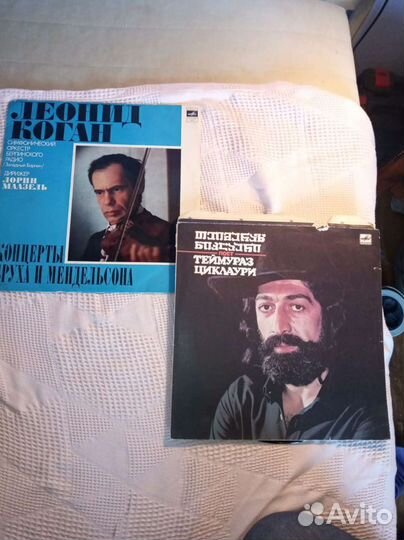 ЛЕОНИД
КОГАН
СИМФОНИЧЕСКИЙ
ОРКЕСТР
БЕРЛИНСКОГО
РАДИО
(Западный Берлин)
ДИРИЖЕР
ЛОРИН
МААЗЕЛЬ
КОНЦЕРТЫ
БРУХА И МЕНДЕЛЬСОНА
ПОЕТ
ТЕЙМУРАЗ
ЦИКЛАУРИ
Avito